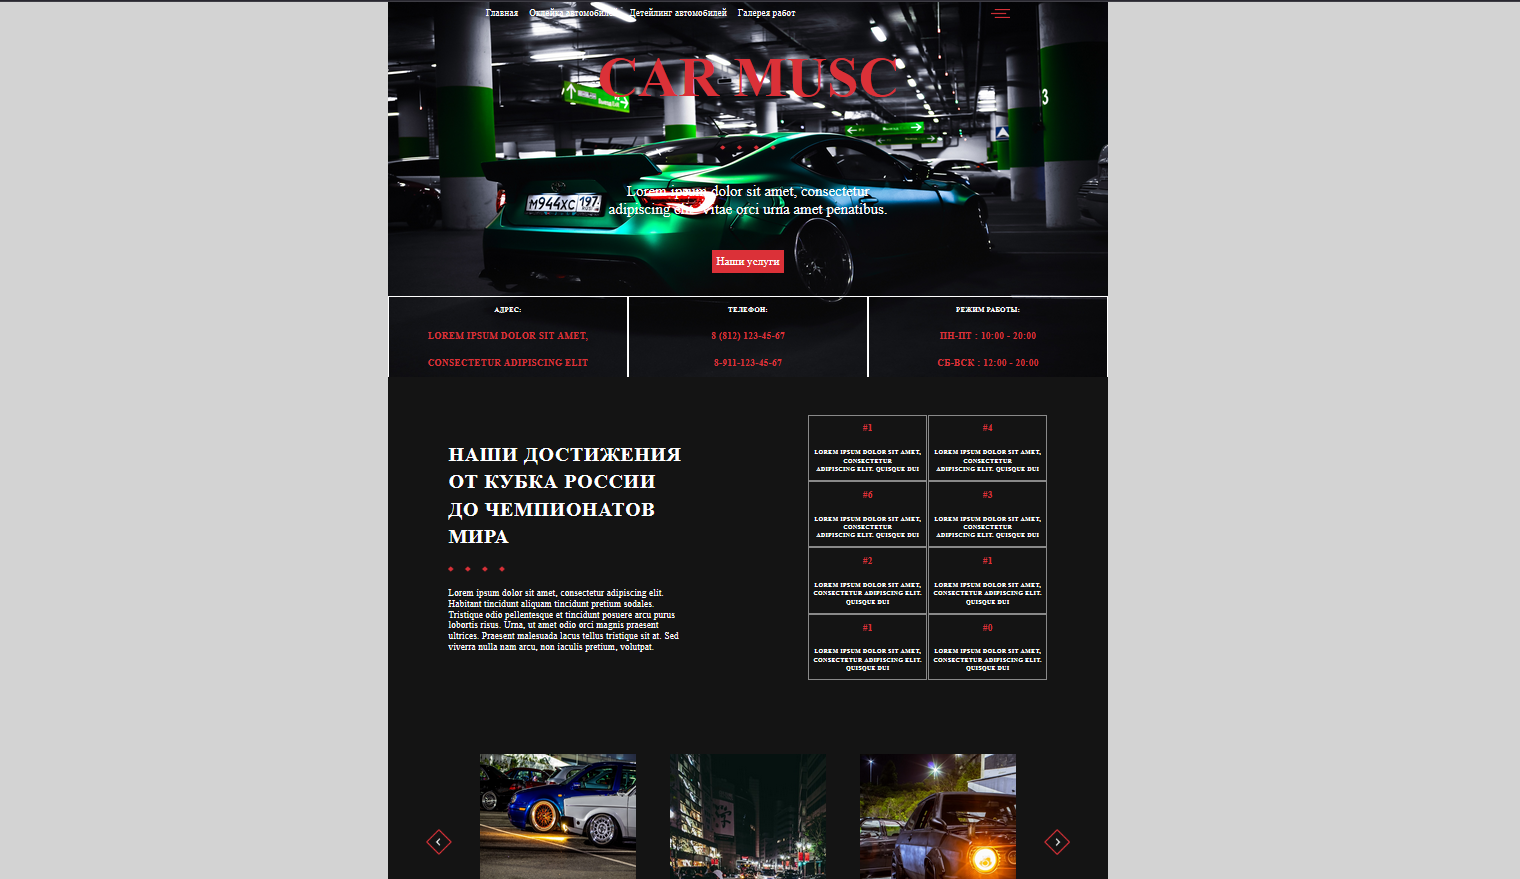 Главная Оклейка автомобилей Детейлинг автомобилей Галерея работ
CAR MUSC
3
Lorem ipsum dolor sit amet, consectetur
adipiscing elit. Vitae orci urna amet penatibus.
М944ХС 197
Наши услуги
АДРЕС:
LOREM IPSUM DOLOR SIT AMET,
CONSECTETUR ADIPISCING ELIT
ТЕЛЕФОН:
8 (812) 123-45-67
8-911-123-45-67
РЕЖИМ РАБОТЫ:
ПН-ПТ : 10:00 - 20:00
СБ-ВСК : 12:00 - 20:00
НАШИ ДОСТИЖЕНИЯ
ОТ КУБКА РОССИИ
ДО ЧЕМПИОНАТОВ
МИРА
Lorem ipsum dolor sit amet, consectetur adipiscing elit.
Habitant tincidunt aliquam tincidunt pretium sodales.
Tristique odio pellentesque et tincidunt posuere arcu purus
lobortis risus. Urna, ut amet odio orci magnis praesent
ultrices. Praesent malesuada lacus tellus tristique sit at. Sed
viverra nulla nam arcu, non iaculis pretium, volutpat.
#1
LOREM IPSUM DOLOR SIT AMET,
CONSECTETUR
ADIPISCING ELIT. QUISQUE DUI
#4
LOREM IPSUM DOLOR SIT AMET,
CONSECTETUR
ADIPISCING ELIT. QUISQUE DUI
#6
LOREM IPSUM DOLOR SIT AMET,
CONSECTETUR
ADIPISCING ELIT. QUISQUE DUI
#3
LOREM IPSUM DOLOR SIT AMET,
CONSECTETUR
ADIPISCING ELIT. QUISQUE DUI
#2
LOREM IPSUM DOLOR SIT AMET,
CONSECTETUR ADIPISCING ELIT.
QUISQUE DUI
#1
LOREM IPSUM DOLOR SIT AMET,
CONSECTETUR ADIPISCING ELIT.
QUISQUE DUI
#1
LOREM IPSUM DOLOR SIT AMET,
CONSECTETUR ADIPISCING ELIT.
QUISQUE DUI
#0
LOREM IPSUM DOLOR SIT AMET,
CONSECTETUR ADIPISCING ELIT.
QUISQUE DUI